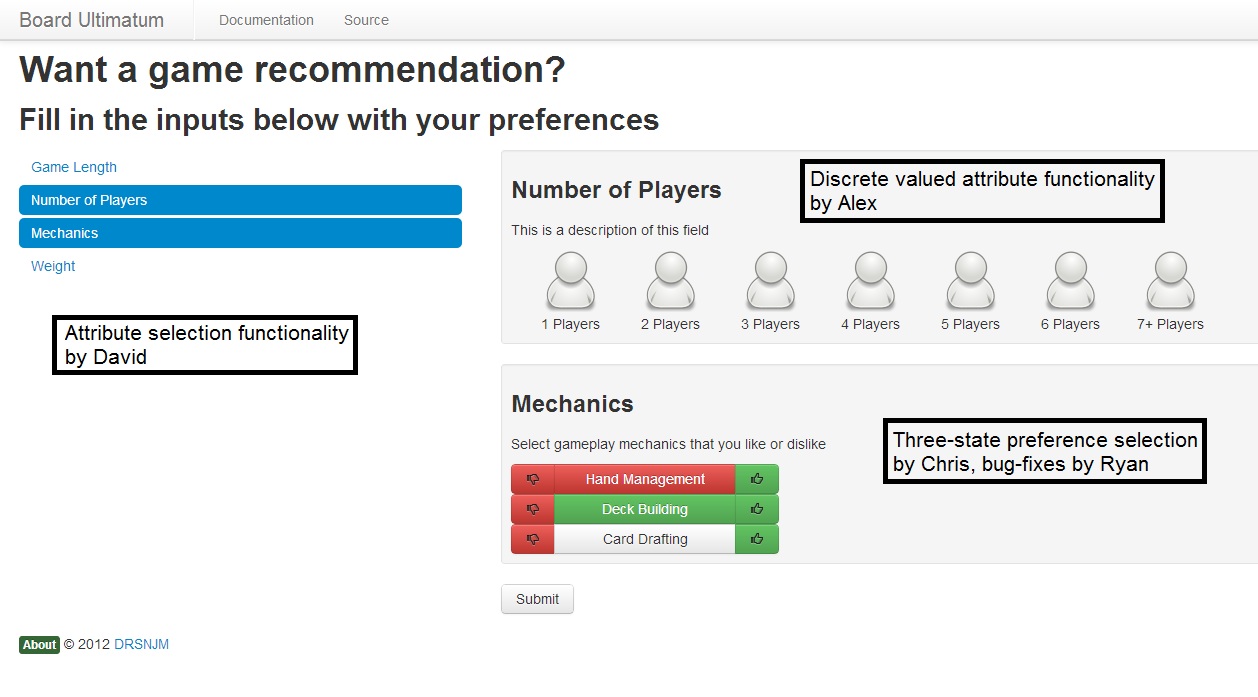 Board Ultimatum Documentation Source
Want a game recommendation?
Fill in the inputs below with your preferences
Game Length
Number of Players
Mechanics
Weight
Attribute selection functionality
by David
Number of Players
This is a description of this field
Discrete valued attribute functionality
by Alex
1 Players 2 Players 3 Players 4 Players 5 Players 6 Players 7+ Players
Mechanics
Select gameplay mechanics that you like or dislike
Three-state preference selection
by Chris, bug-fixes by Ryan
Hand Management
Deck Building
Card Drafting
Submit
About © 2012 DRSNJM